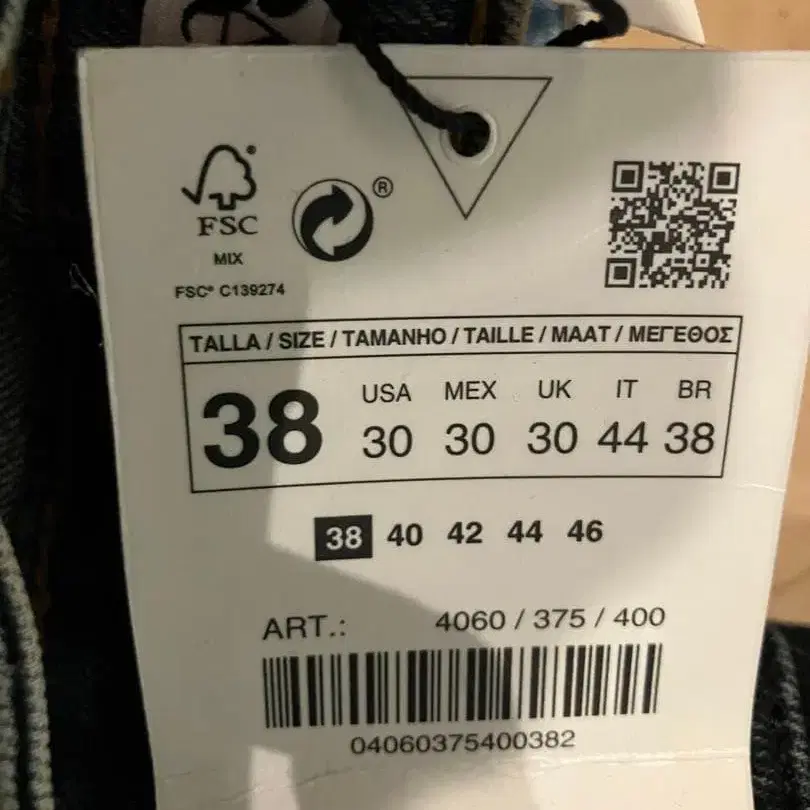 FSC
MIX
FSC® C139274
®
TALLA / SIZE / TAMANHO / TAILLE / MAAT / ΜΕΓΕΘΟΣ
38
USA MEX UK IT BR
30 30 30 44 38
38 40 42 44 46
ART.: 4060 / 375 / 400
04060375400382